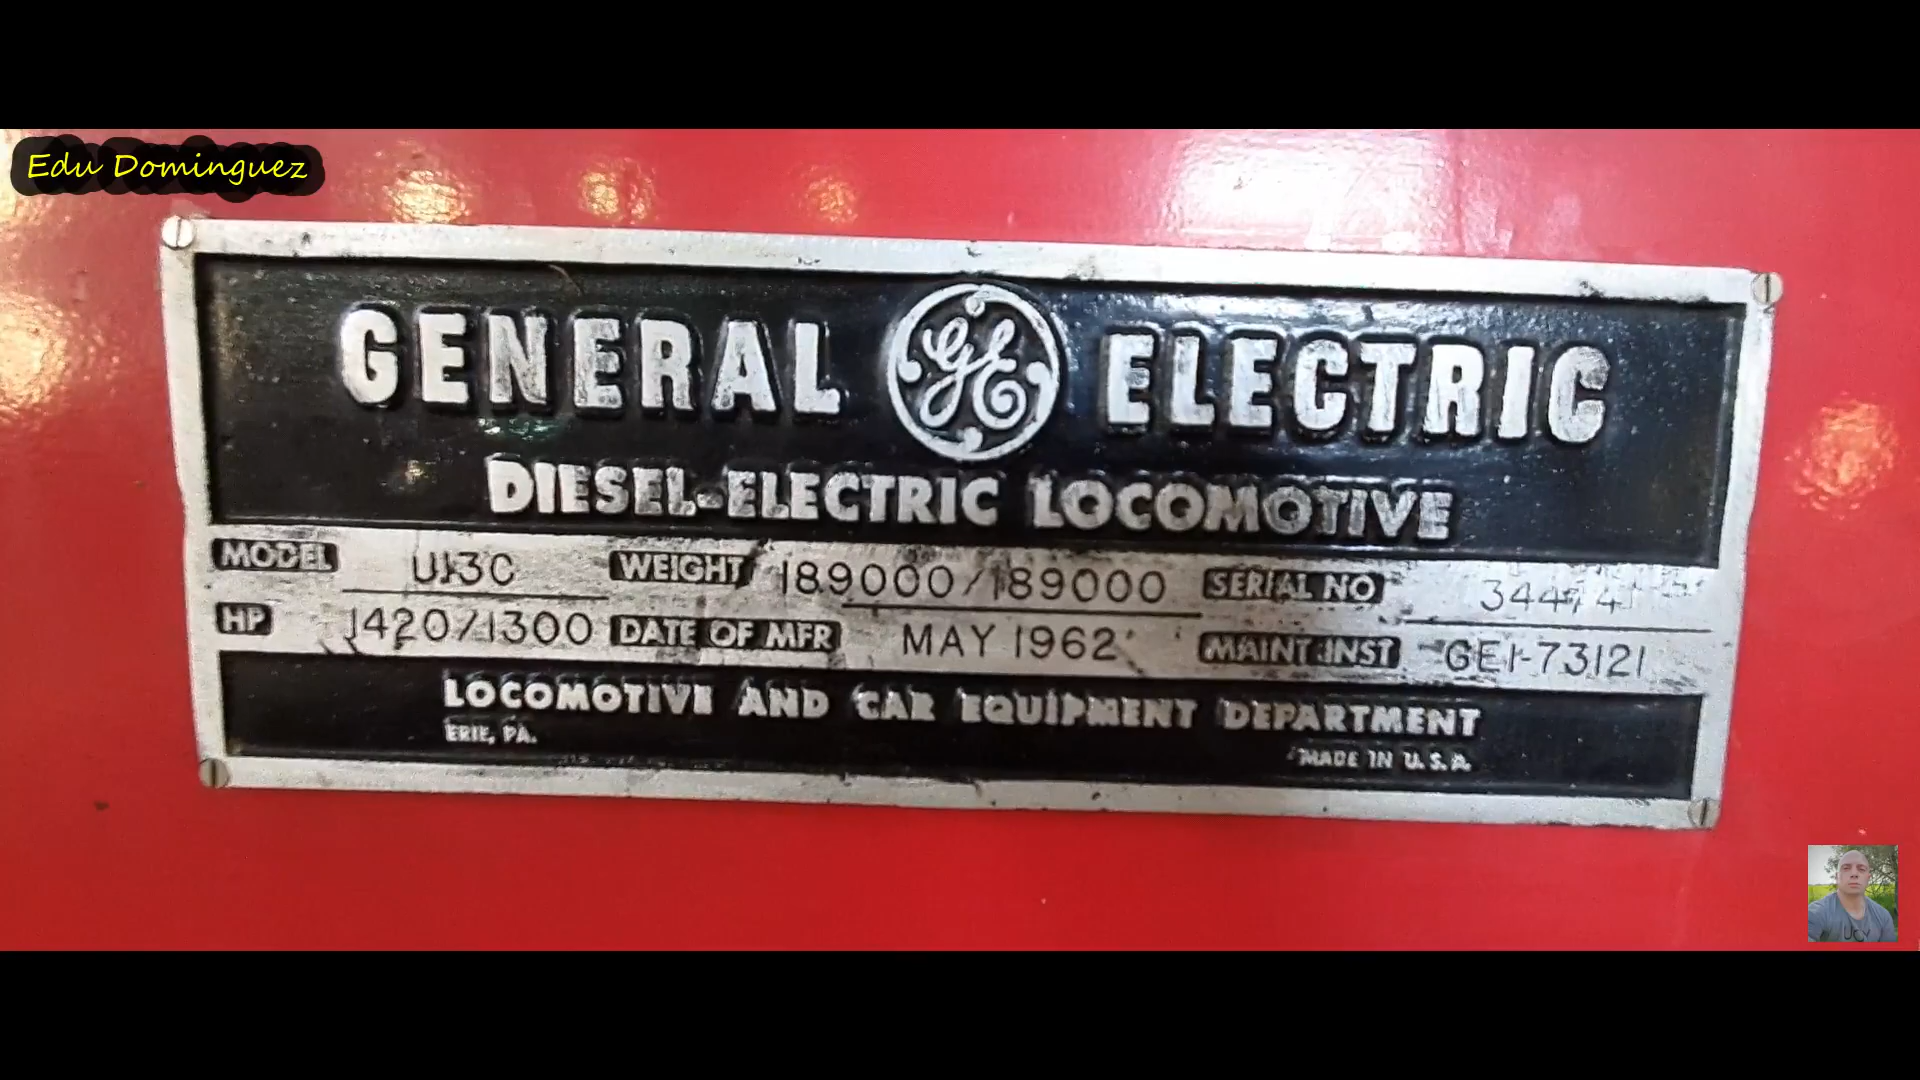 Edu Dominguez
GENERAL GE ELECTRIC
DIESEL-ELECTRIC LOCOMOTIVE
MODEL U13C WEIGHT 189000/189000 SERIAL NO
HP 1420/1300 DATE OF MFR MAY 1962 MAINT INST GEI-73121
LOCOMOTIVE AND CAR EQUIPMENT DEPARTMENT
ERIE, PA.
MADE IN U.S.A.